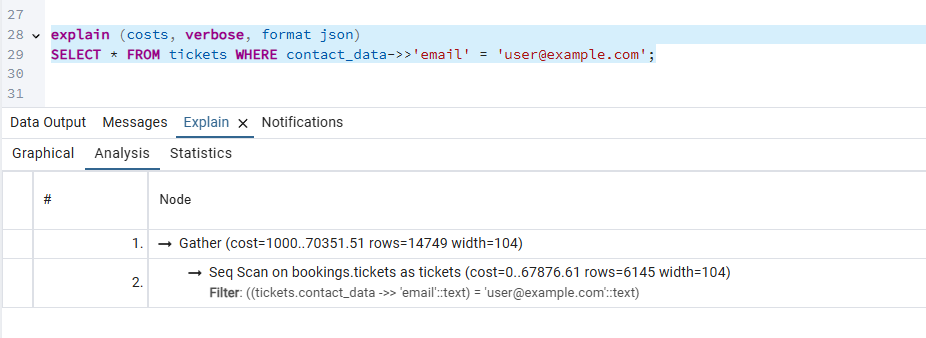 27
28 explain (costs, verbose, format json)
29 SELECT * FROM tickets WHERE contact_data->>'email' = 'user@example.com';
30
31
Data Output Messages Explain × Notifications
Graphical Analysis Statistics
# Node
1. → Gather (cost=1000..70351.51 rows=14749 width=104)
2. → Seq Scan on bookings.tickets as tickets (cost=0..67876.61 rows=6145 width=104)
Filter: ((tickets.contact_data ->> 'email'::text) = 'user@example.com'::text)